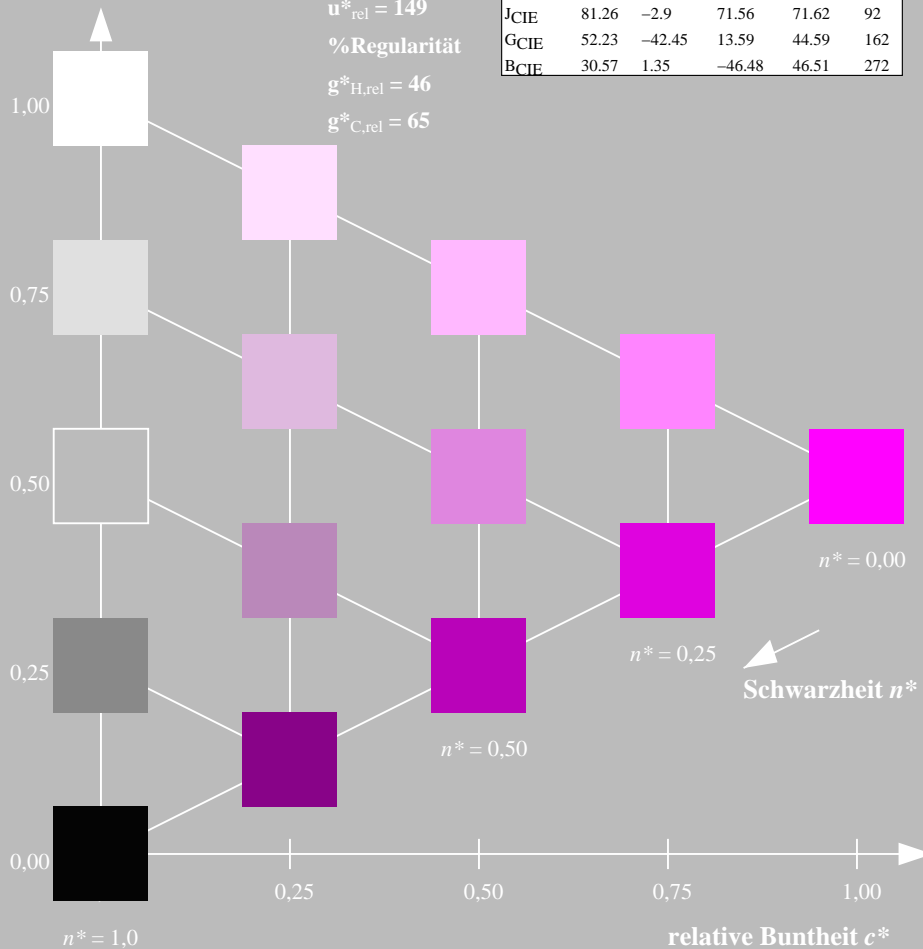 u*rel = 149
%Regularität
g*H,rel = 46
g*C,rel = 65
JCIE 81.26 −2.9 71.56 71.62 92
GCIE 52.23 −42.45 13.59 44.59 162
BCIE 30.57 1.35 −46.48 46.51 272
1,00
0,75
0,50
0,25
0,00
n* = 0,00
n* = 0,25
Schwarzheit n*
n* = 0,50
0,25 0,50 0,75 1,00
n* = 1,0
relative Buntheit c*